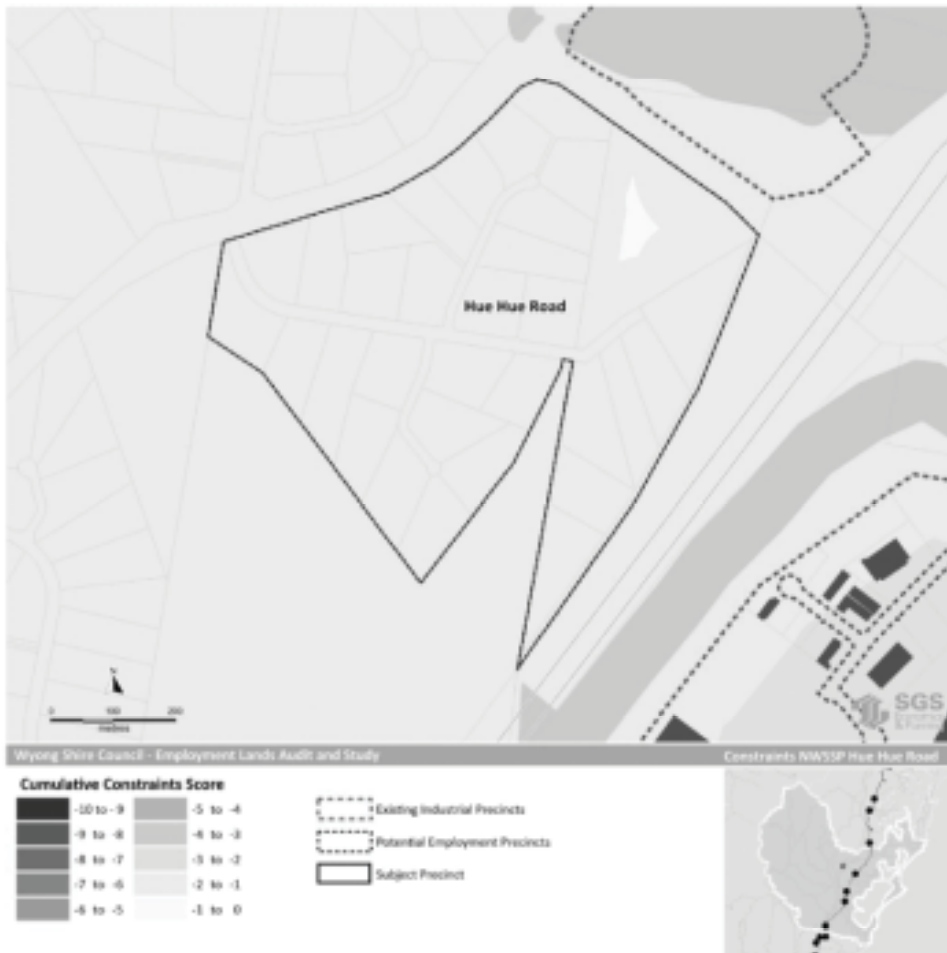 Hue Hue Road
N
0 100 200
metres
SGS
Wyong Shire Council - Employment Lands Audit and Study
Constraints NWSSP Hue Hue Road
Cumulative Constraints Score
-10 to -9
-9 to -8
-8 to -7
-7 to -6
-6 to -5
-5 to -4
-4 to -3
-3 to -2
-2 to -1
-1 to 0
Existing Industrial Precincts
Potential Employment Precincts
Subject Precinct